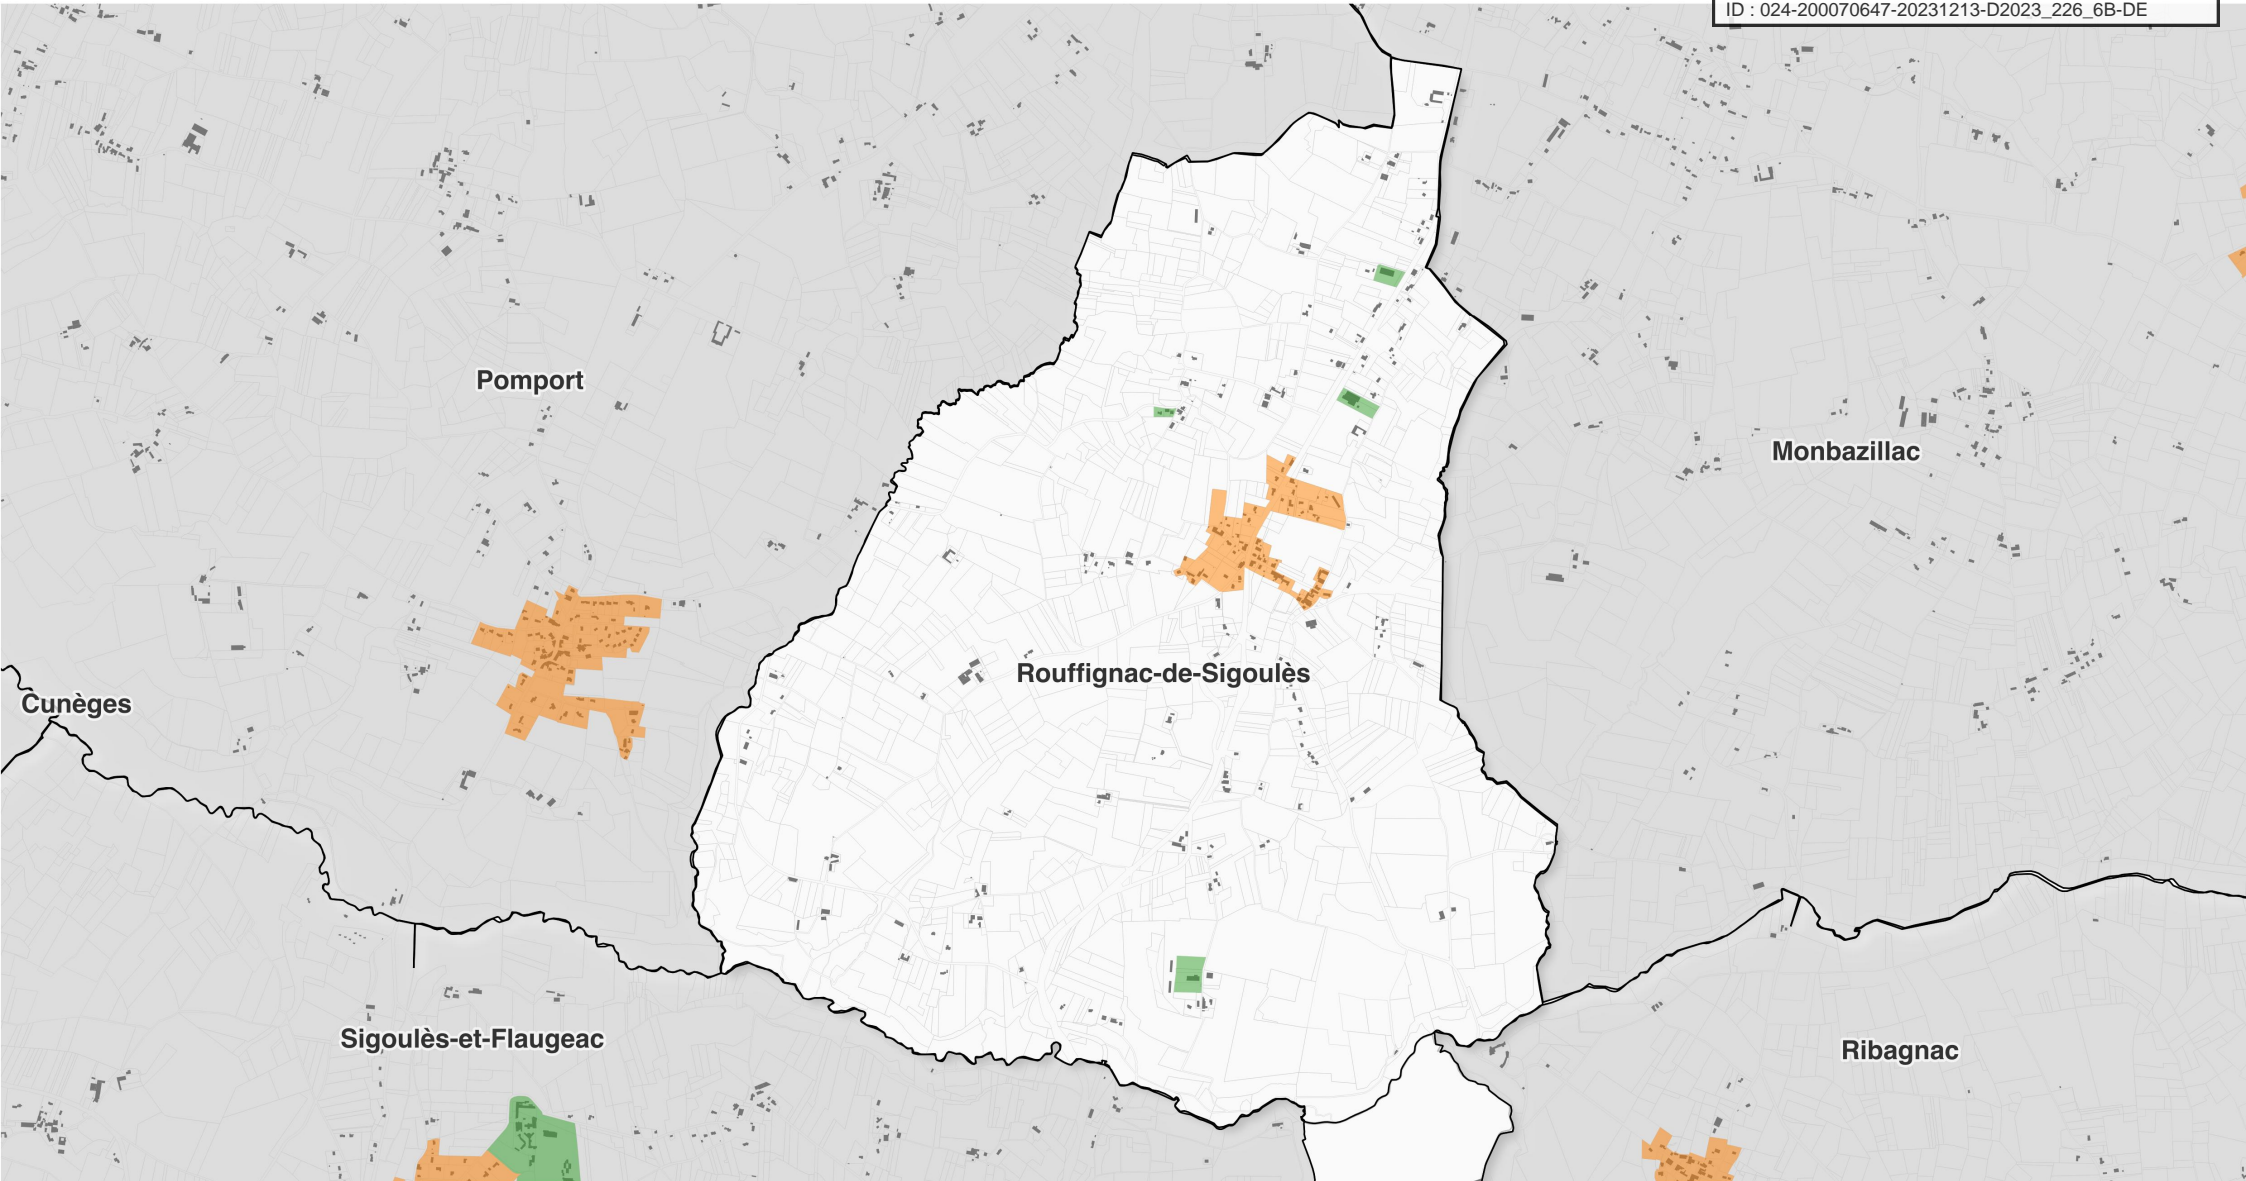 ID : 024-200070647-20231213-D2023_226_6B-DE
Pomport
Monbazillac
Rouffignac-de-Sigoulès
Cunèges
Sigoulès-et-Flaugeac
Ribagnac